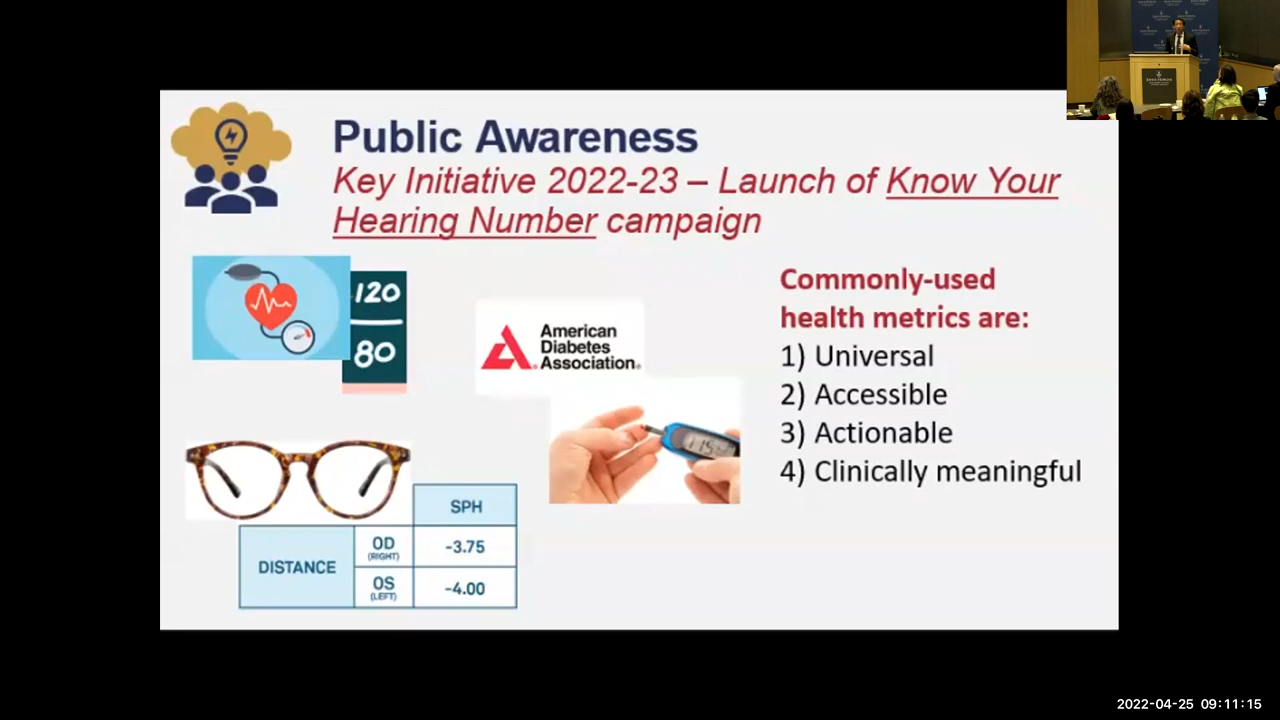 Public Awareness
Key Initiative 2022-23 – Launch of Know Your
Hearing Number campaign
120
80
American
Diabetes
Association®
Commonly-used
health metrics are:
1) Universal
2) Accessible
3) Actionable
4) Clinically meaningful
SPH
DISTANCE
OD
(RIGHT)
-3.75
OS
(LEFT)
-4.00
2022-04-25 09:11:15